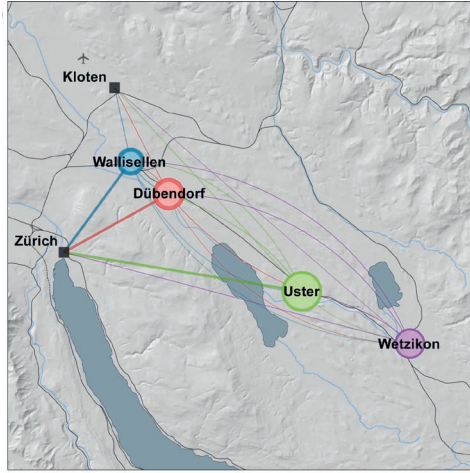 Kloten
Wallisellen
Dübendorf
Zürich
Uster
Wetzikon